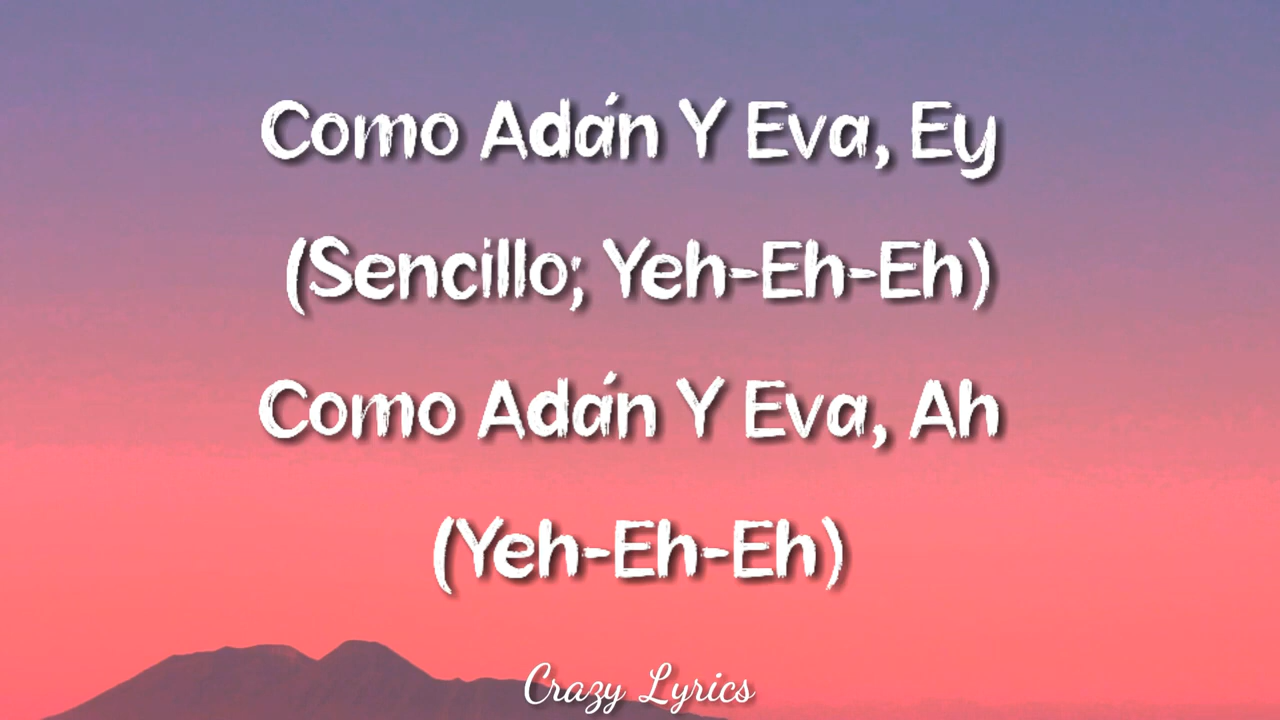 Como Adán Y Eva, Ey
(Sencillo; Yeh-Eh-Eh)
Como Adán Y Eva, Ah
(Yeh-Eh-Eh)
Crazy Lyrics